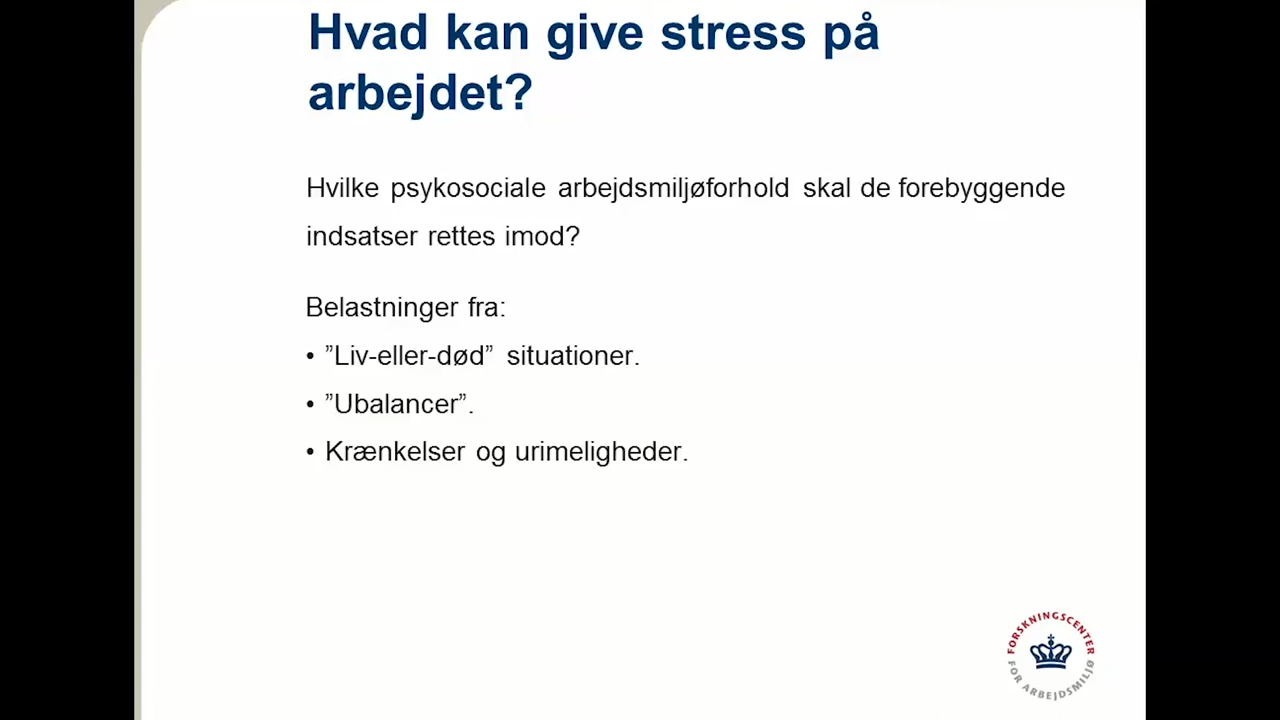 Hvad kan give stress på
arbejdet?
Hvilke psykosociale arbejdsmiljøforhold skal de forebyggende
indsatser rettes imod?
Belastninger fra:
• ”Liv-eller-død” situationer.
• ”Ubalancer”.
• Krænkelser og urimeligheder.
FORSKNINGSCENTER
FOR ARBEJDSMILJØ